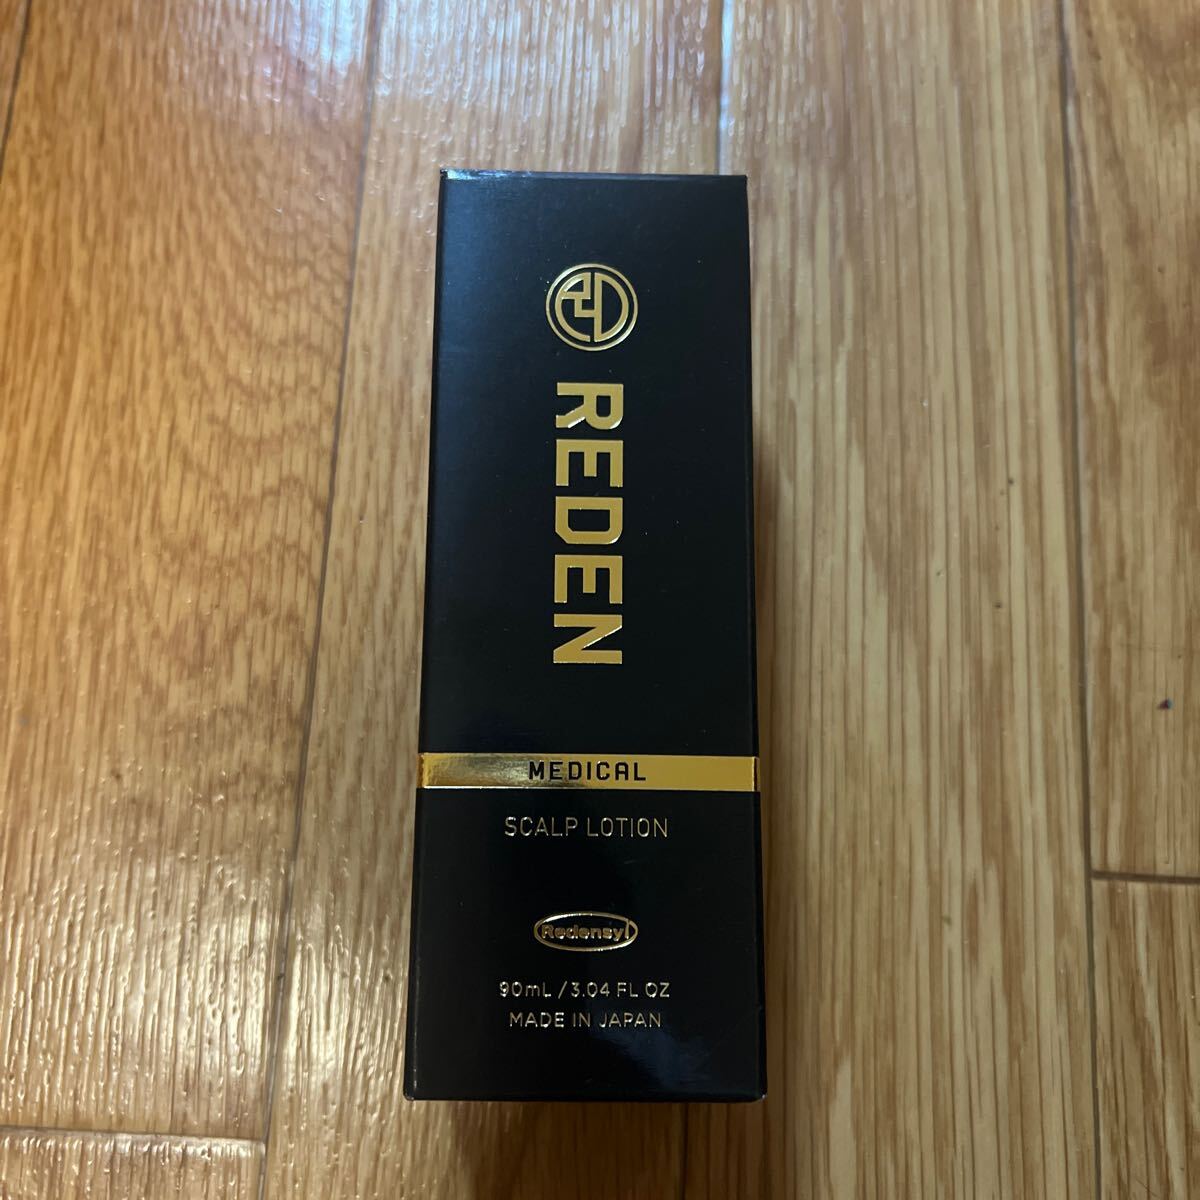 REDEN
MEDICAL
SCALP LOTION
Redensyl
90mL / 3.04 FL OZ
MADE IN JAPAN